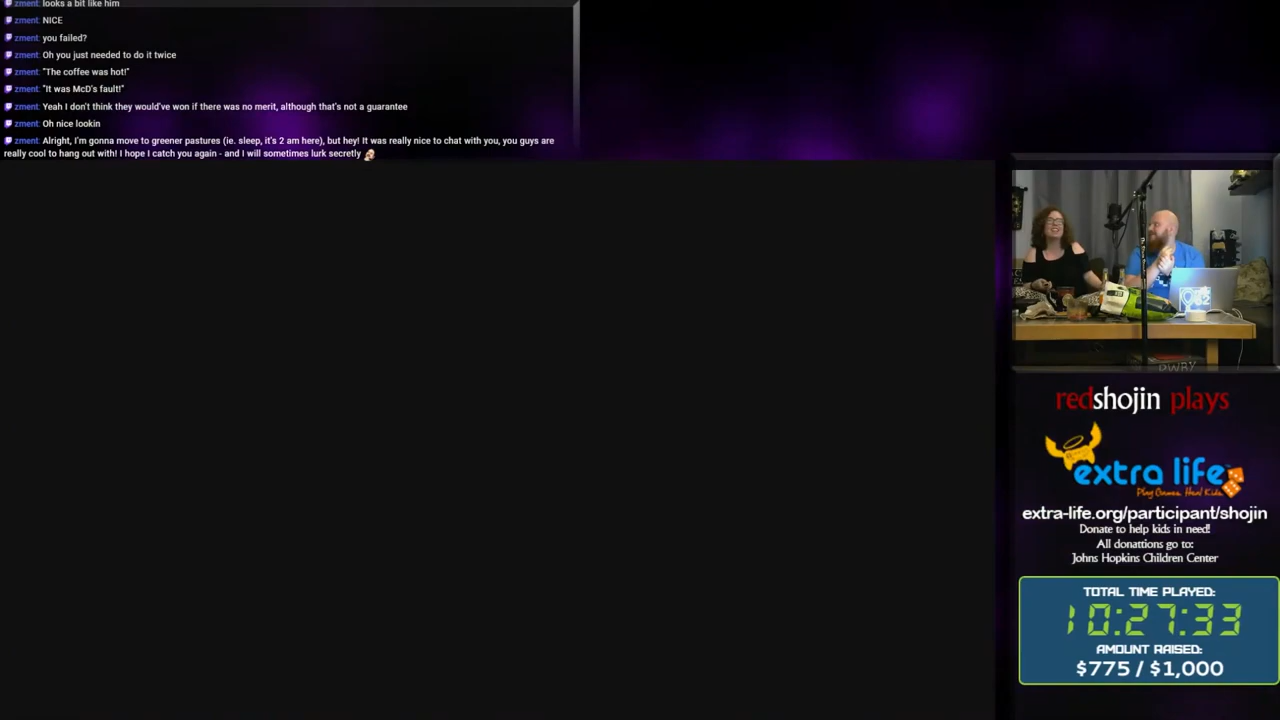 zment: looks a bit like him
zment: NICE
zment: you failed?
zment: Oh you just needed to do it twice
zment: "The coffee was hot!"
zment: "It was McD's fault!"
zment: Yeah I don't think they would've won if there was no merit, although that's not a guarantee
zment: Oh nice lookin
zment: Alright, I'm gonna move to greener pastures (ie. sleep, it's 2 am here), but hey! It was really nice to chat with you, you guys are
really cool to hang out with! I hope I catch you again - and I will sometimes lurk secretly
RWBY
redshojin plays
extra life
Play Games. Heal Kids.
extra-life.org/participant/shojin
Donate to help kids in need!
All donattions go to:
Johns Hopkins Children Center
TOTAL TIME PLAYED:
10:27:33
AMOUNT RAISED:
$775 / $1,000